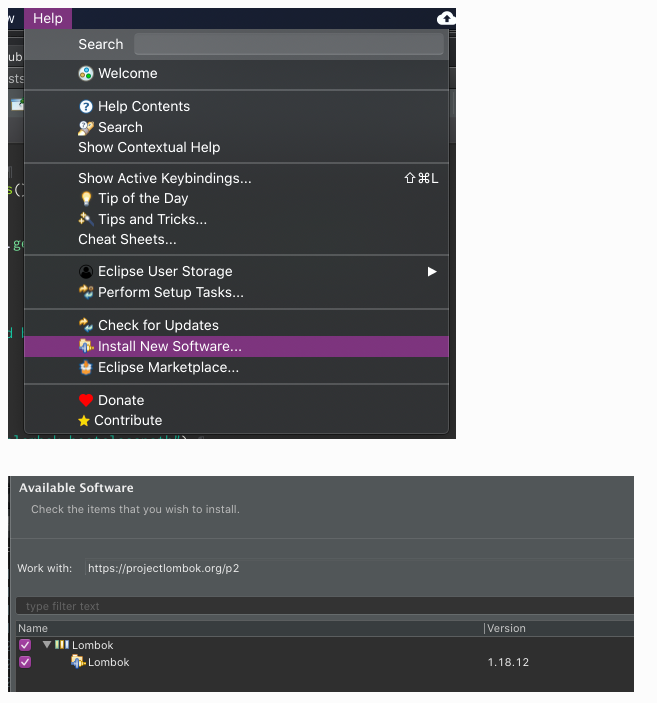 Help
Search
Welcome
Help Contents
Search
Show Contextual Help
Show Active Keybindings... ⇧⌘L
Tip of the Day
Tips and Tricks...
Cheat Sheets...
Eclipse User Storage
Perform Setup Tasks...
Check for Updates
Install New Software...
Eclipse Marketplace...
Donate
Contribute
Available Software
Check the items that you wish to install.
Work with: https://projectlombok.org/p2
type filter text
Name Version
Lombok
Lombok 1.18.12